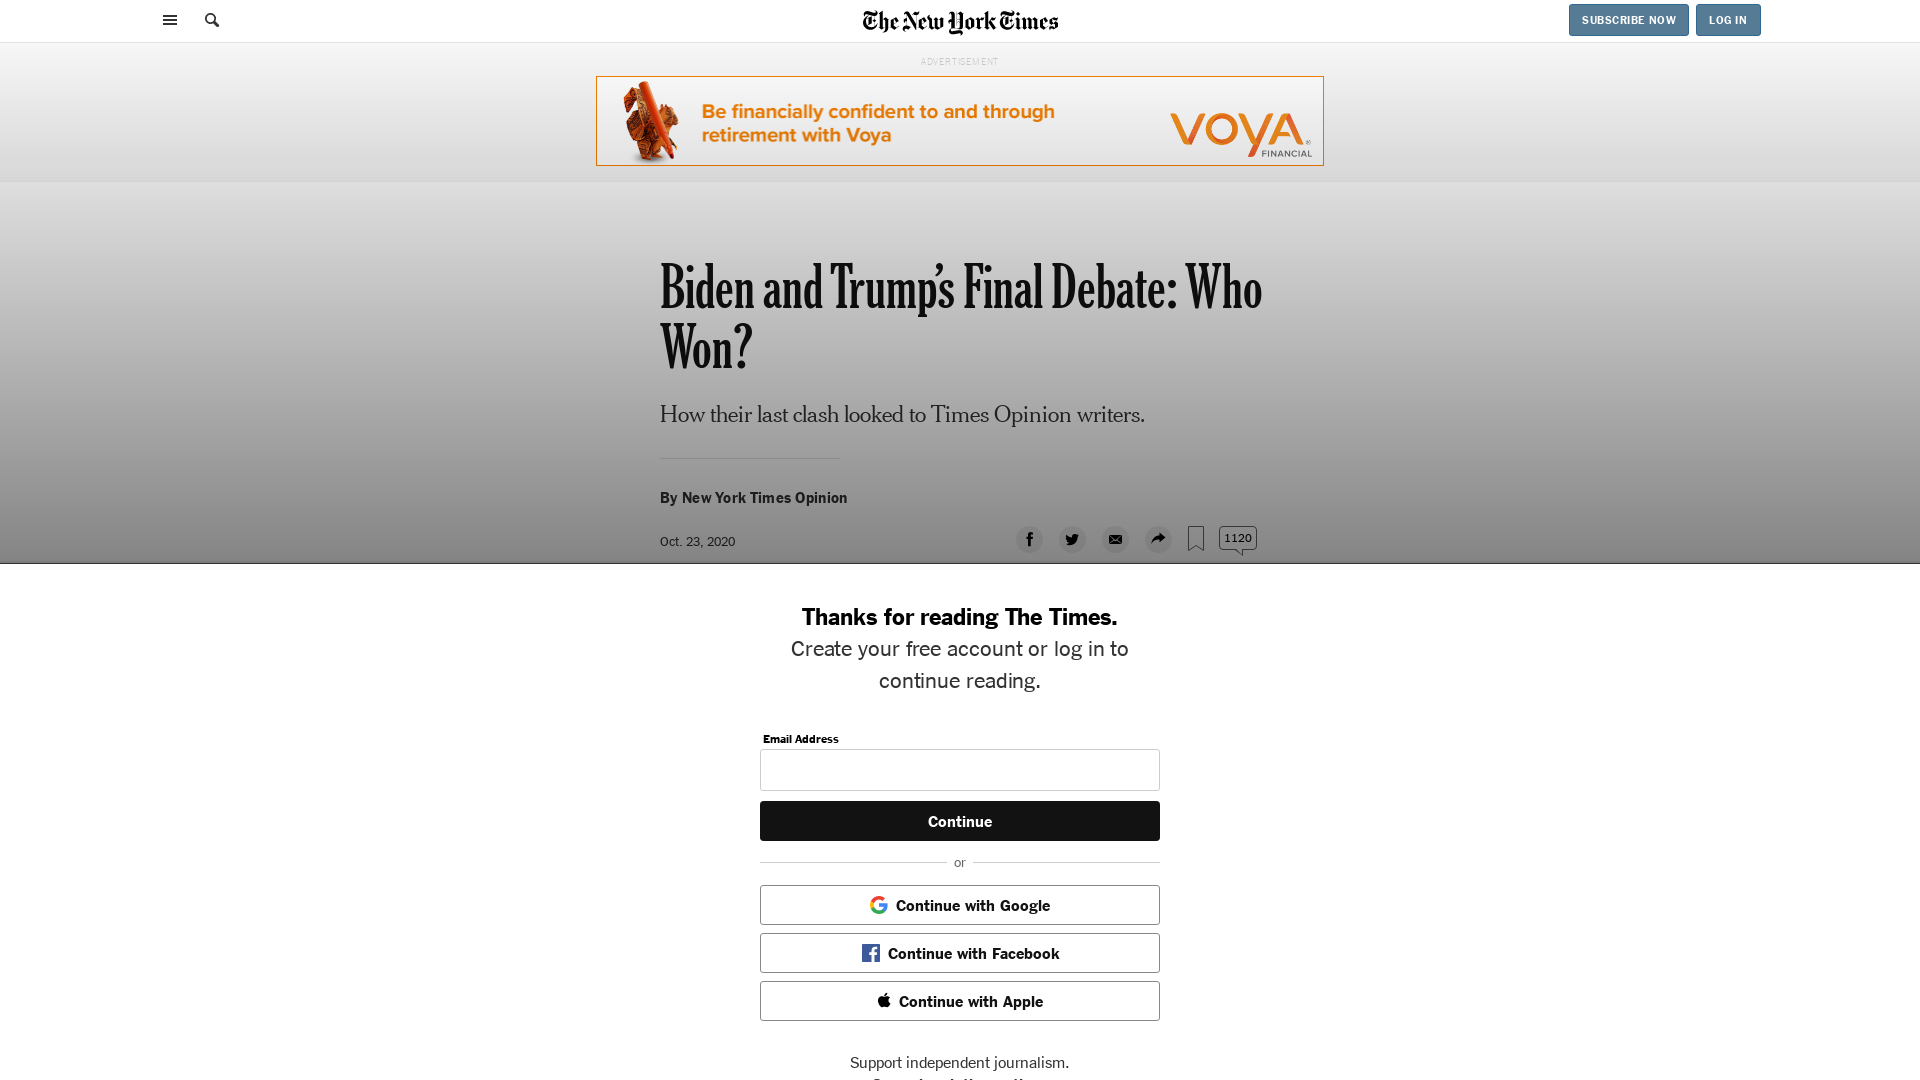 The New York Times
SUBSCRIBE NOW
LOG IN
ADVERTISEMENT
Be financially confident to and through
retirement with Voya
VOYA®
FINANCIAL
Biden and Trump's Final Debate: Who
Won?
How their last clash looked to Times Opinion writers.
By New York Times Opinion
Oct. 23, 2020
1120
Thanks for reading The Times.
Create your free account or log in to
continue reading.
Email Address
Continue
or
Continue with Google
Continue with Facebook
Continue with Apple
Support independent journalism.